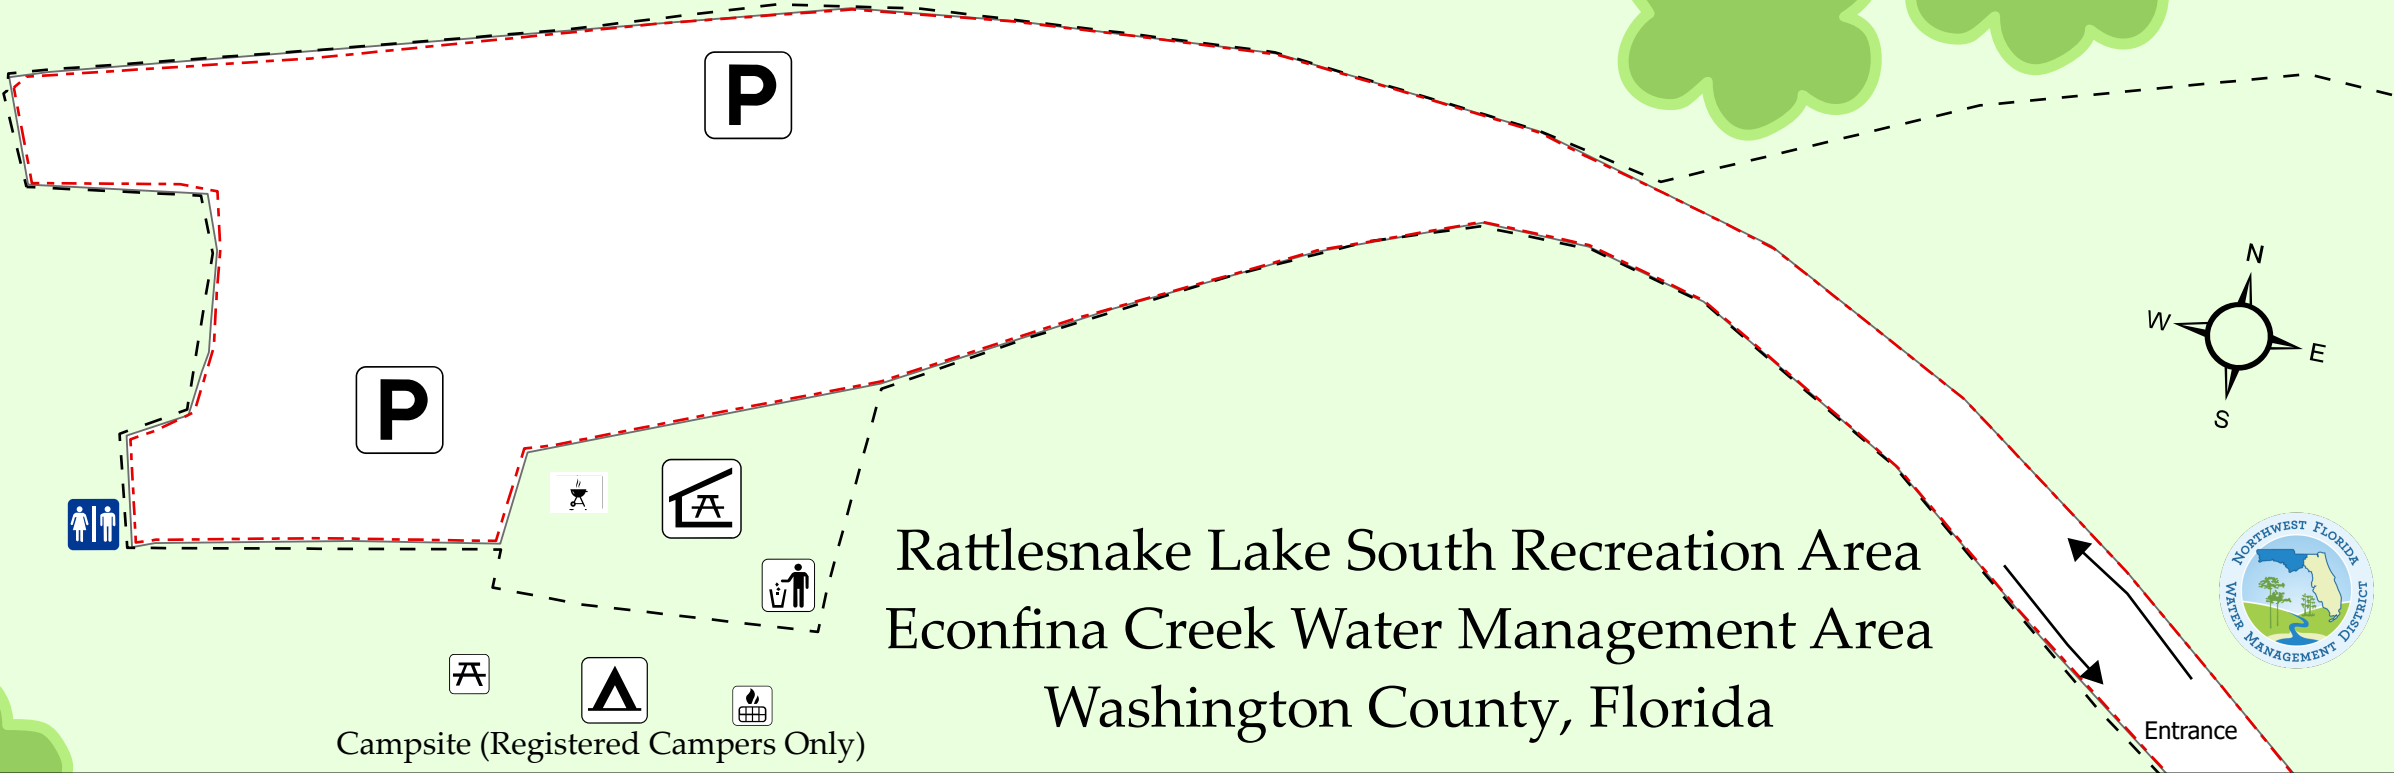 P
N
W
E
S
P
Rattlesnake Lake South Recreation Area
Econfina Creek Water Management Area
Washington County, Florida
NORTHWEST FLORIDA
WATER MANAGEMENT DISTRICT
Entrance
Campsite (Registered Campers Only)